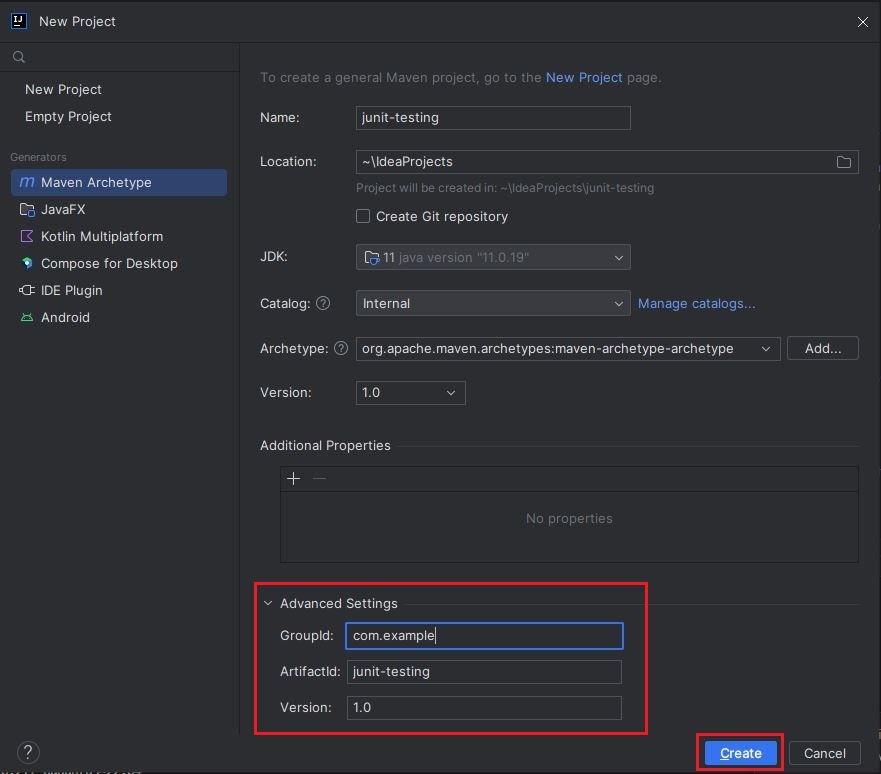 New Project
New Project
Empty Project
Generators
Maven Archetype
JavaFX
Kotlin Multiplatform
Compose for Desktop
IDE Plugin
Android
To create a general Maven project, go to the New Project page.
Name: junit-testing
Location: ~\IdeaProjects
Project will be created in: ~\IdeaProjects\junit-testing
Create Git repository
JDK: 11 java version "11.0.19"
Catalog: ? Internal Manage catalogs...
Archetype: ? org.apache.maven.archetypes:maven-archetype-archetype Add...
Version: 1.0
Additional Properties
No properties
Advanced Settings
GroupId: com.example
ArtifactId: junit-testing
Version: 1.0
? Create Cancel